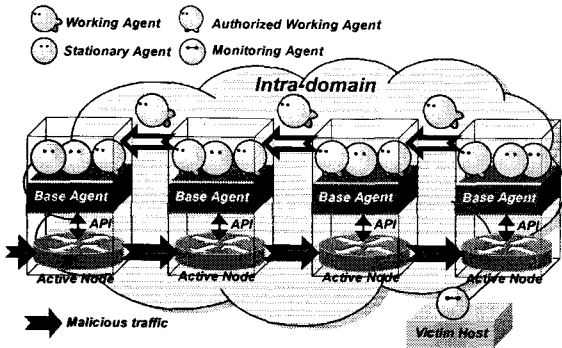 Working Agent
Authorized Working Agent
Stationary Agent
Monitoring Agent
Intra-domain
Base Agent
Base Agent
Base Agent
Base Agent
API
API
API
API
Active Node
Active Node
Active Node
Active Node
Malicious traffic
Victim Host